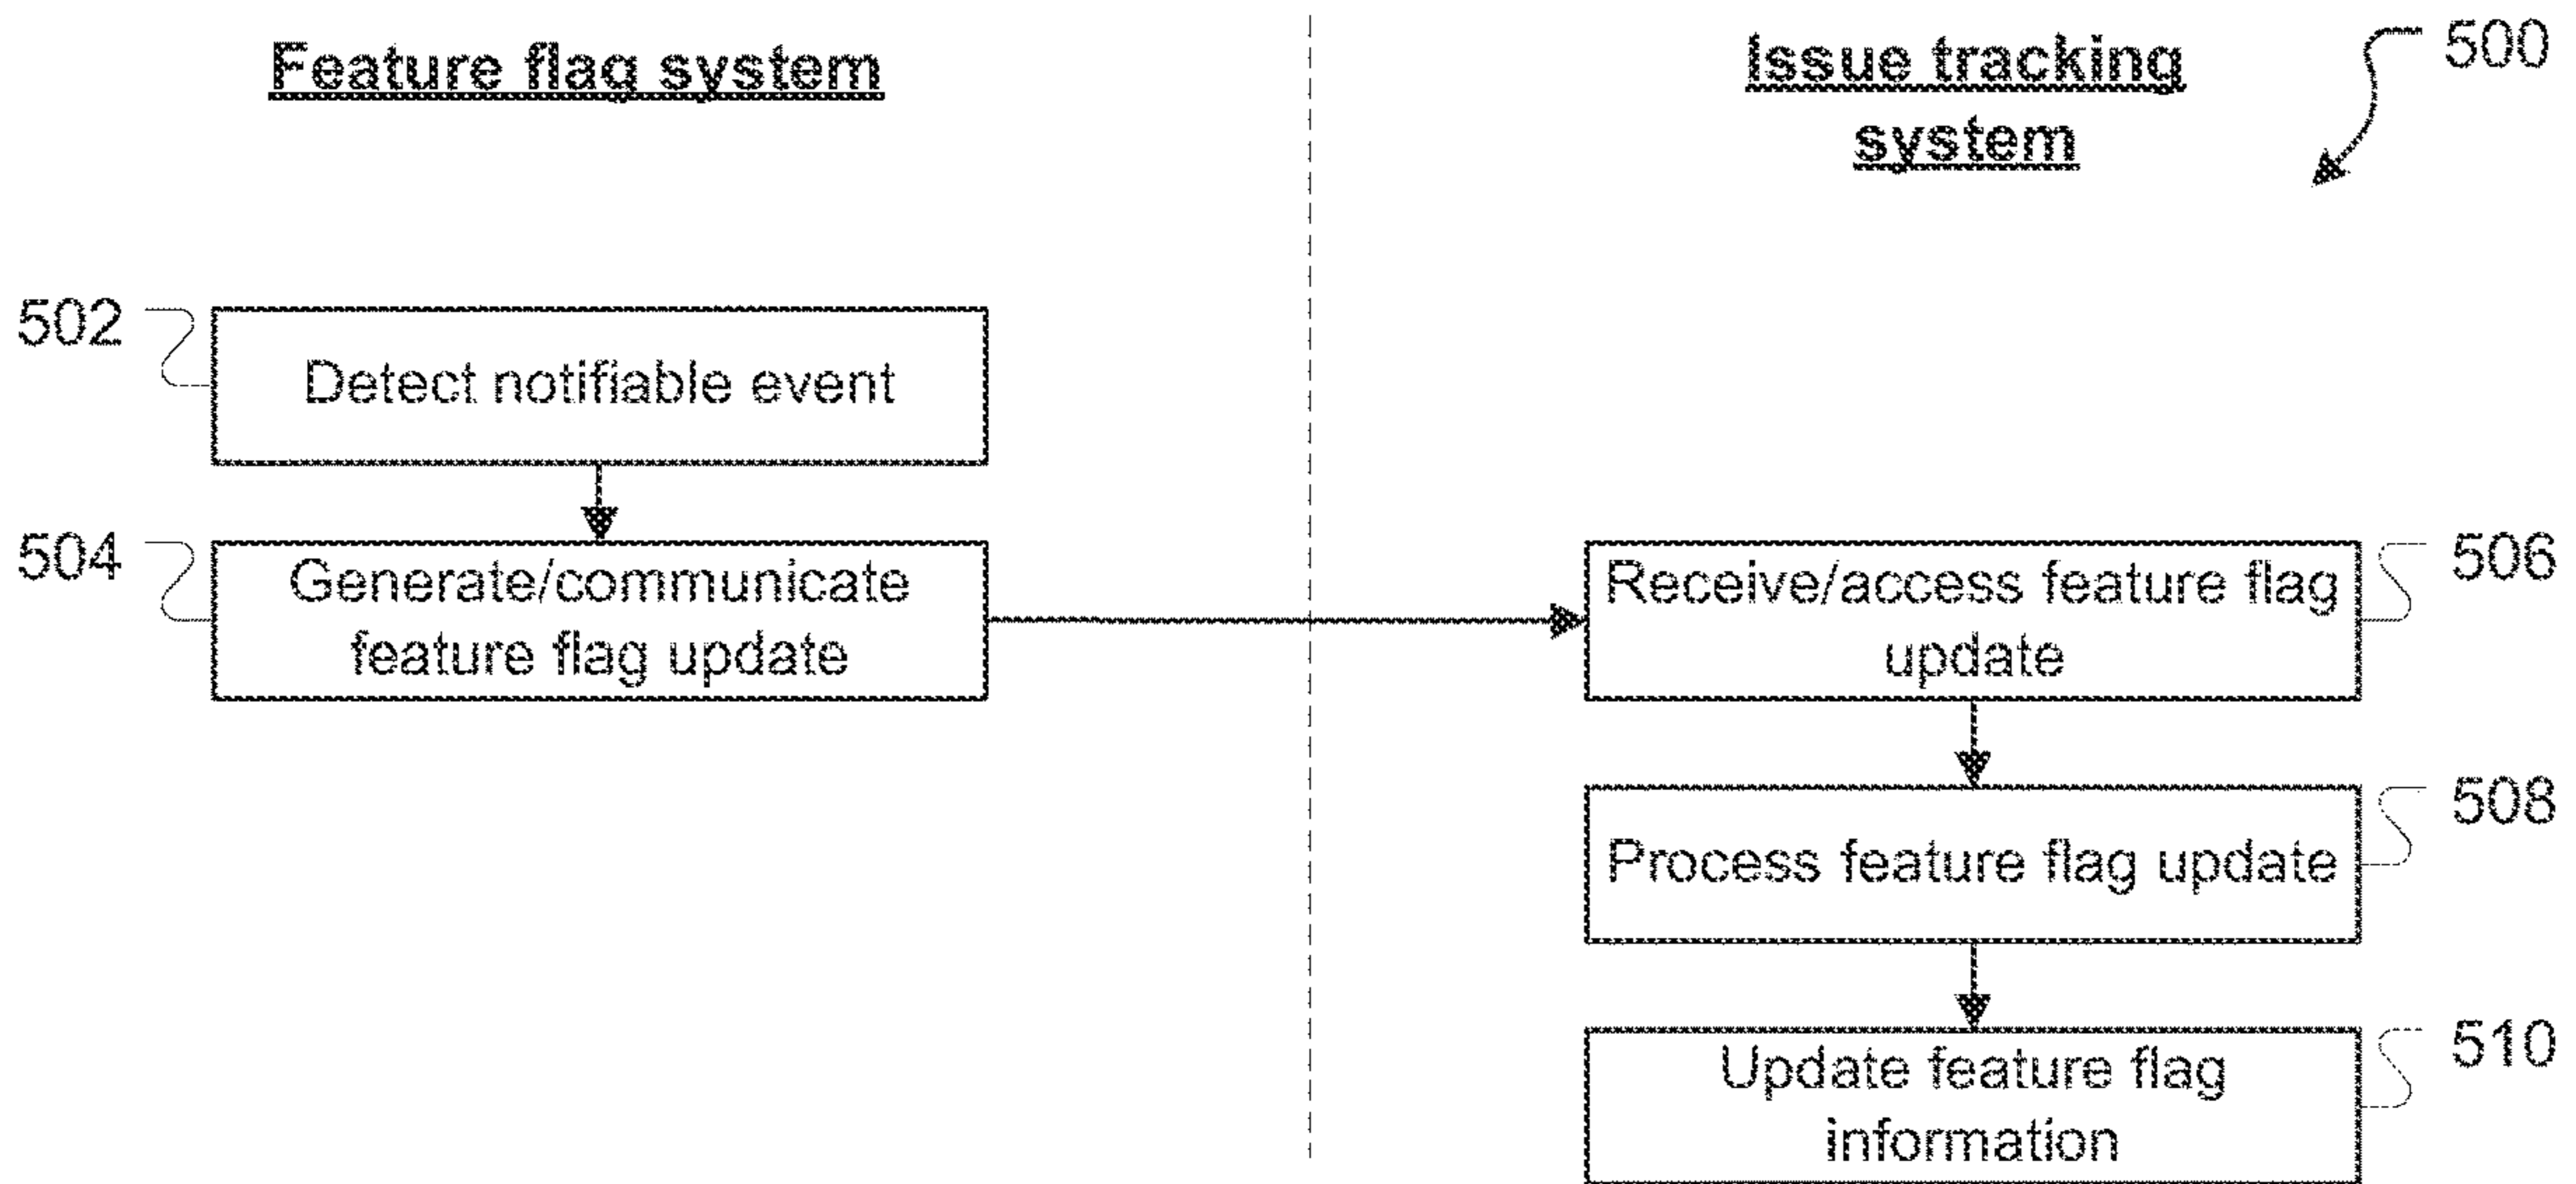 Feature flag system
Issue tracking
system
500
502
Detect notifiable event
504
Generate/communicate
feature flag update
506
Receive/access feature flag
update
508
Process feature flag update
510
Update feature flag
information